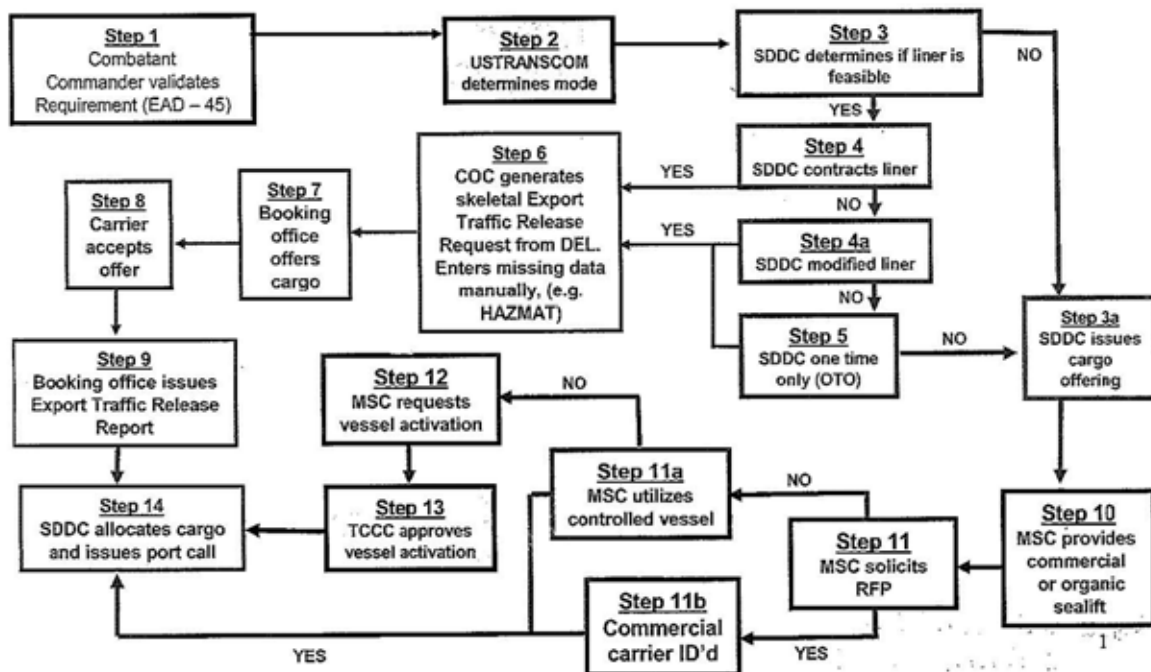 Step 1
Combatant
Commander validates
Requirement (EAD – 45)
Step 2
USTRANSCOM
determines mode
Step 3
SDDC determines if liner is
feasible
NO
YES
Step 4
SDDC contracts liner
YES
NO
Step 4a
SDDC modified liner
YES
NO
Step 5
SDDC one time
only (OTO)
NO
Step 3a
SDDC issues
cargo
offering
Step 6
COC generates
skeletal Export
Traffic Release
Request from DEL.
Enters missing data
manually, (e.g.
HAZMAT)
Step 7
Booking
office
offers
cargo
Step 8
Carrier
accepts
offer
Step 9
Booking office issues
Export Traffic Release
Report
Step 10
MSC provides
commercial
or organic
sealift
Step 11
MSC solicits
RFP
NO
YES
Step 11a
MSC utilizes
controlled vessel
NO
Step 11b
Commercial
carrier ID'd
YES
Step 12
MSC requests
vessel activation
Step 13
TCCC approves
vessel activation
Step 14
SDDC allocates cargo
and issues port call
1